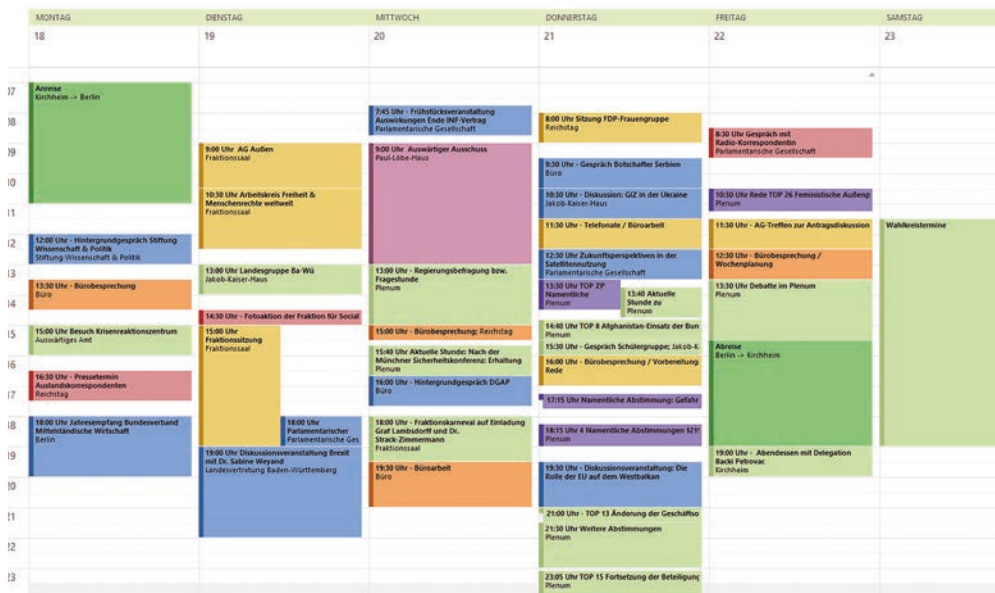 MONTAG
DIENSTAG
MITTWOCH
DONNERSTAG
FREITAG
SAMSTAG
18
19
20
21
22
23
07
08
09
10
11
12
13
14
15
16
17
18
19
20
21
22
23
Anreise
Kirchheim -> Berlin
12:00 Uhr - Hintergrundgespräch Stiftung
Wissenschaft & Politik
Stiftung Wissenschaft & Politik
13:30 Uhr - Bürobesprechung
Büro
15:00 Uhr Besuch Krisenreaktionszentrum
Auswärtiges Amt
16:30 Uhr - Pressetermin
Auslandskorrespondenten
Reichstag
18:00 Uhr Jahresempfang Bundesverband
Mittelständische Wirtschaft
Berlin
9:00 Uhr AG Außen
Fraktionssaal
10:30 Uhr Arbeitskreis Freiheit &
Menschenrechte weltweit
Fraktionssaal
13:00 Uhr Landesgruppe Ba-Wü
Jakob-Kaiser-Haus
14:30 Uhr - Fotoaktion der Fraktion für Social
15:00 Uhr
Fraktionssitzung
Fraktionssaal
18:00 Uhr
Parlamentarischer
Parlamentarische Ges
19:00 Uhr Diskussionsveranstaltung Brexit
mit Dr. Sabine Weyand
Landesvertretung Baden-Württemberg
7:45 Uhr - Frühstücksveranstaltung
Auswirkungen Ende INF-Vertrag
Parlamentarische Gesellschaft
9:00 Uhr Auswärtiger Ausschuss
Paul-Löbe-Haus
13:00 Uhr - Regierungsbefragung bzw.
Fragestunde
Plenum
15:00 Uhr - Bürobesprechung; Reichstag
15:40 Uhr Aktuelle Stunde: Nach der
Münchner Sicherheitskonferenz: Erhaltung
Plenum
16:00 Uhr - Hintergrundgespräch DGAP
Büro
18:00 Uhr - Fraktionskarneval auf Einladung
Graf Lambsdorff und Dr.
Strack-Zimmermann
Fraktionssaal
19:30 Uhr - Büroarbeit
Büro
8:00 Uhr Sitzung FDP-Frauengruppe
Reichstag
9:30 Uhr - Gespräch Botschafter Serbien
Büro
10:30 Uhr - Diskussion: GIZ in der Ukraine
Jakob-Kaiser-Haus
11:30 Uhr - Telefonate / Büroarbeit
12:30 Uhr Zukunftsperspektiven in der
Satellitennutzung
Parlamentarische Gesellschaft
13:30 Uhr TOP ZP
Namentliche
Plenum
13:40 Aktuelle
Stunde zu
Plenum
14:40 Uhr TOP 8 Afghanistan-Einsatz der Bun
Plenum
15:30 Uhr - Gespräch Schülergruppe; Jakob-K
16:00 Uhr - Bürobesprechung / Vorbereitung
Rede
17:15 Uhr Namentliche Abstimmung: Gefahr
18:15 Uhr 4 Namentliche Abstimmungen
Plenum
19:30 Uhr - Diskussionsveranstaltung: Die
Rolle der EU auf dem Westbalkan
21:00 Uhr - TOP 13 Änderung der Geschäftso
21:30 Uhr Weitere Abstimmungen
Plenum
23:05 Uhr TOP 15 Fortsetzung der Beteiligung
Plenum
8:30 Uhr Gespräch mit
Radio-Korrespondentin
Parlamentarische Gesellschaft
10:30 Uhr Rede TOP 26 Feministische Außenp
Plenum
11:30 Uhr - AG-Treffen zur Antragsdiskussion
12:30 Uhr - Bürobesprechung /
Wochenplanung
13:30 Uhr Debatte im Plenum
Plenum
Abreise
Berlin -> Kirchheim
19:00 Uhr - Abendessen mit Delegation
Backi Petrovac
Kirchheim
Wahlkreistermine